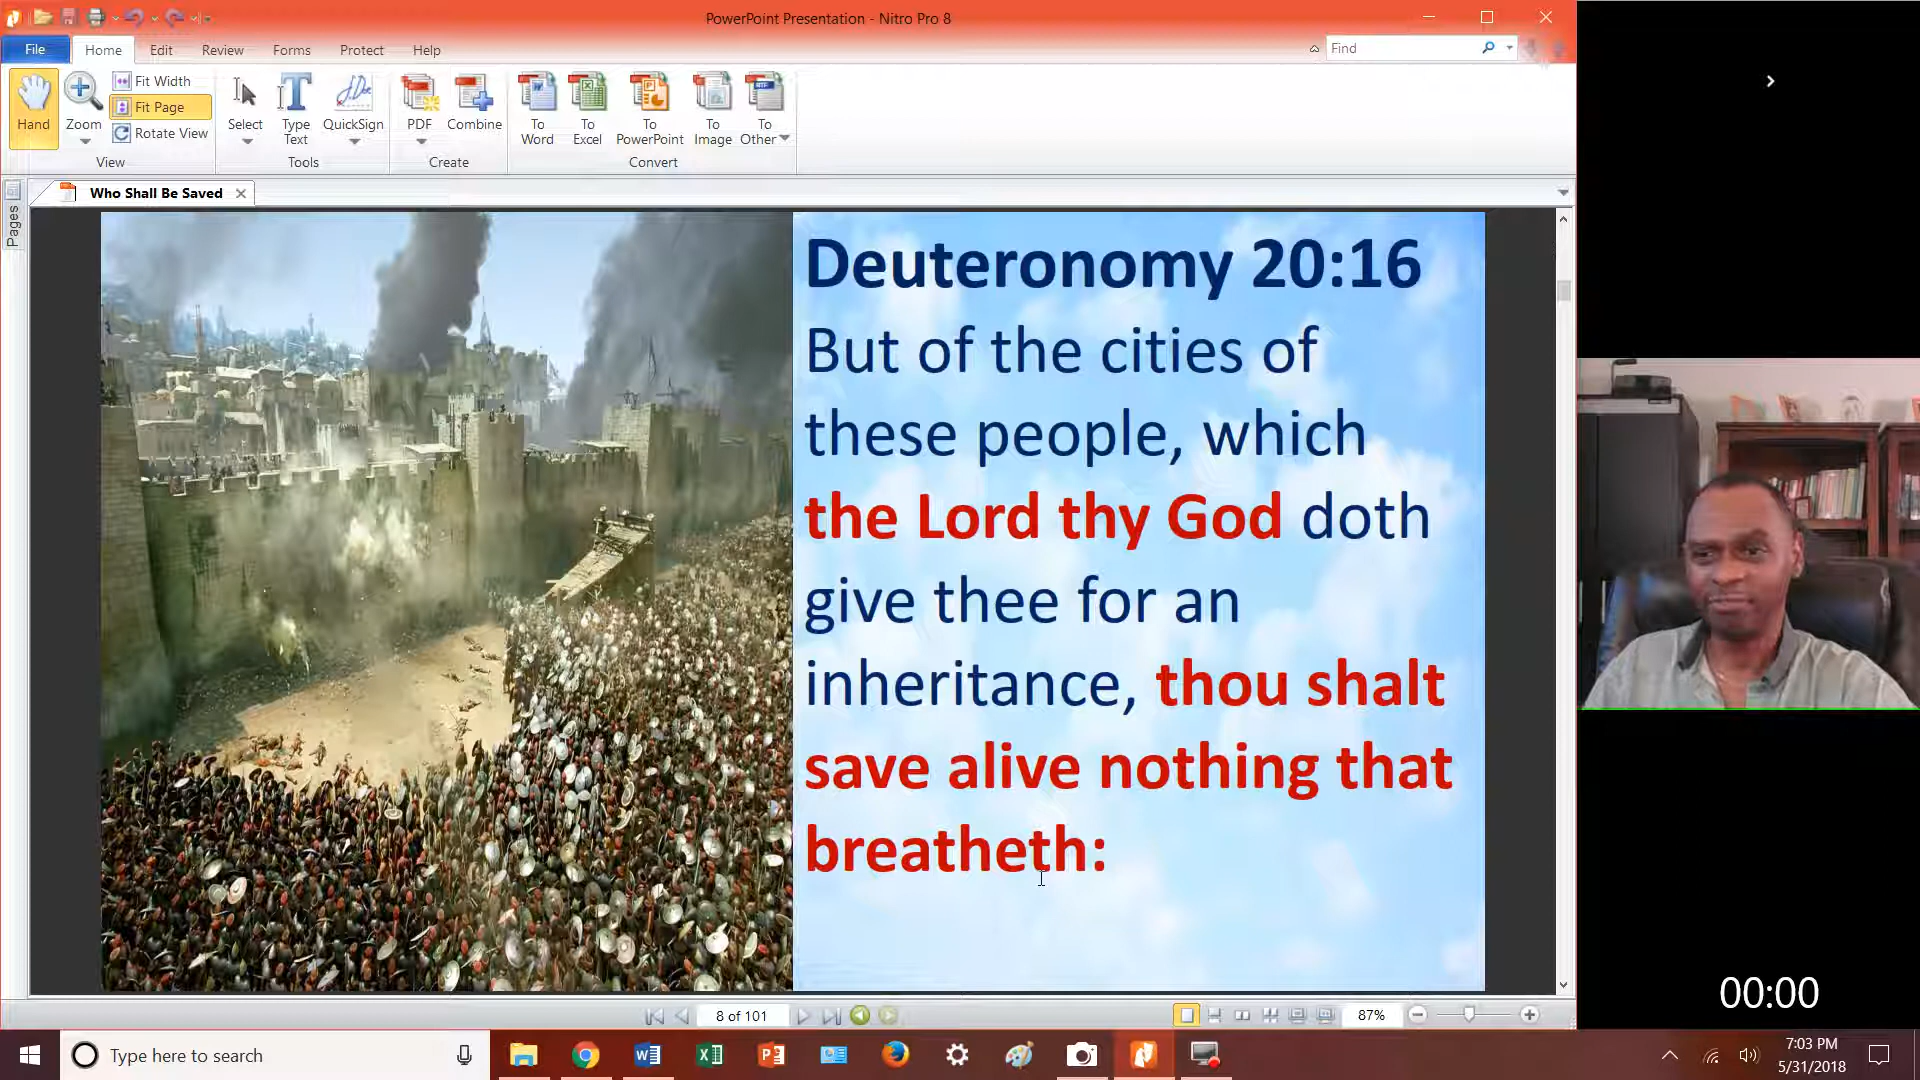 PowerPoint Presentation - Nitro Pro 8
File Home Edit Review Forms Protect Help
Find
Hand
Zoom
Fit Width
Fit Page
Rotate View
View
Select
Type Text
QuickSign
Tools
PDF
Combine
Create
To Word
To Excel
To PowerPoint
To Image
To Other
Convert
Who Shall Be Saved
Pages
Deuteronomy 20:16
But of the cities of
these people, which
the Lord thy God doth
give thee for an
inheritance, thou shalt
save alive nothing that
breatheth:
00:00
8 of 101
87%
Type here to search
7:03 PM
5/31/2018